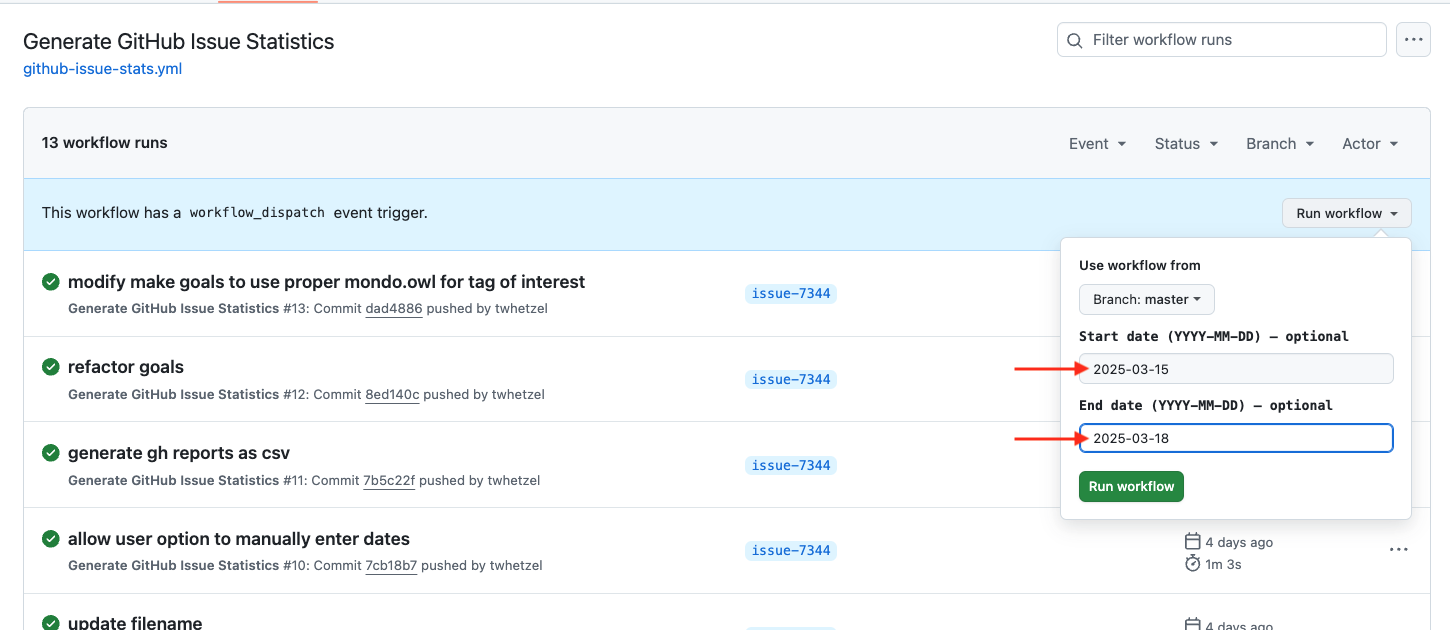 Generate GitHub Issue Statistics
github-issue-stats.yml
Filter workflow runs
13 workflow runs
Event
Status
Branch
Actor
This workflow has a workflow_dispatch event trigger.
Run workflow
Use workflow from
Branch: master
Start date (YYYY-MM-DD) – optional
2025-03-15
End date (YYYY-MM-DD) – optional
2025-03-18
Run workflow
modify make goals to use proper mondo.owl for tag of interest
Generate GitHub Issue Statistics #13: Commit dad4886 pushed by twhetzel
issue-7344
refactor goals
Generate GitHub Issue Statistics #12: Commit 8ed140c pushed by twhetzel
issue-7344
generate gh reports as csv
Generate GitHub Issue Statistics #11: Commit 7b5c22f pushed by twhetzel
issue-7344
allow user option to manually enter dates
Generate GitHub Issue Statistics #10: Commit 7cb18b7 pushed by twhetzel
issue-7344
4 days ago
1m 3s
update filename
4 days ago